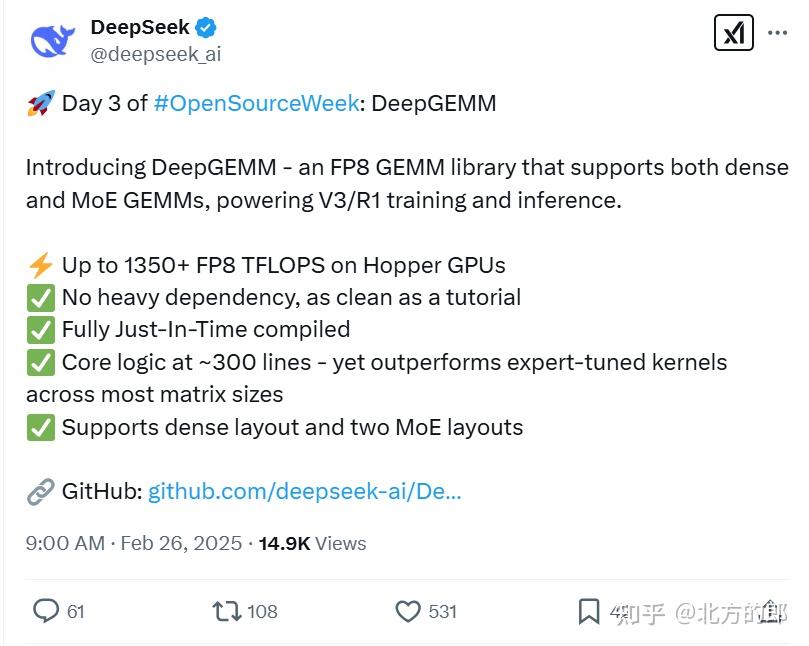 DeepSeek
@deepseek_ai
🚀 Day 3 of #OpenSourceWeek: DeepGEMM
Introducing DeepGEMM - an FP8 GEMM library that supports both dense
and MoE GEMMs, powering V3/R1 training and inference.
⚡ Up to 1350+ FP8 TFLOPS on Hopper GPUs
✅ No heavy dependency, as clean as a tutorial
✅ Fully Just-In-Time compiled
✅ Core logic at ~300 lines - yet outperforms expert-tuned kernels
across most matrix sizes
✅ Supports dense layout and two MoE layouts
🔗 GitHub: github.com/deepseek-ai/De...
9:00 AM · Feb 26, 2025 · 14.9K Views
61 108 531
知乎 @北方的郎